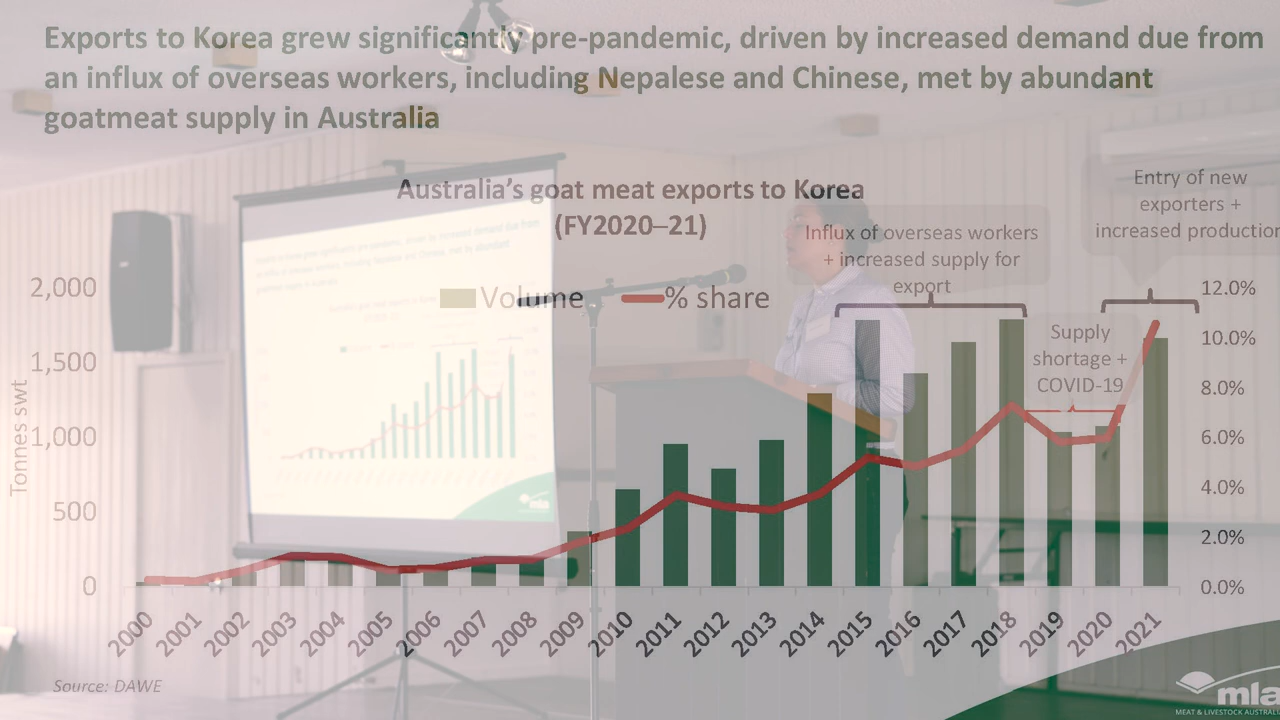 Exports to Korea grew significantly pre-pandemic, driven by increased demand due from
an influx of overseas workers, including Nepalese and Chinese, met by abundant
goatmeat supply in Australia
Australia's goat meat exports to Korea
(FY2020–21)
Entry of new
exporters +
increased production
Influx of overseas workers
+ increased supply for
export
Volume
% share
Supply
shortage +
COVID-19
Tonnes swt
2,000
1,500
1,000
500
0
12.0%
10.0%
8.0%
6.0%
4.0%
2.0%
0.0%
2000
2001
2002
2003
2004
2005
2006
2007
2008
2009
2010
2011
2012
2013
2014
2015
2016
2017
2018
2019
2020
2021
Source: DAWE
mla
MEAT & LIVESTOCK AUSTRALI